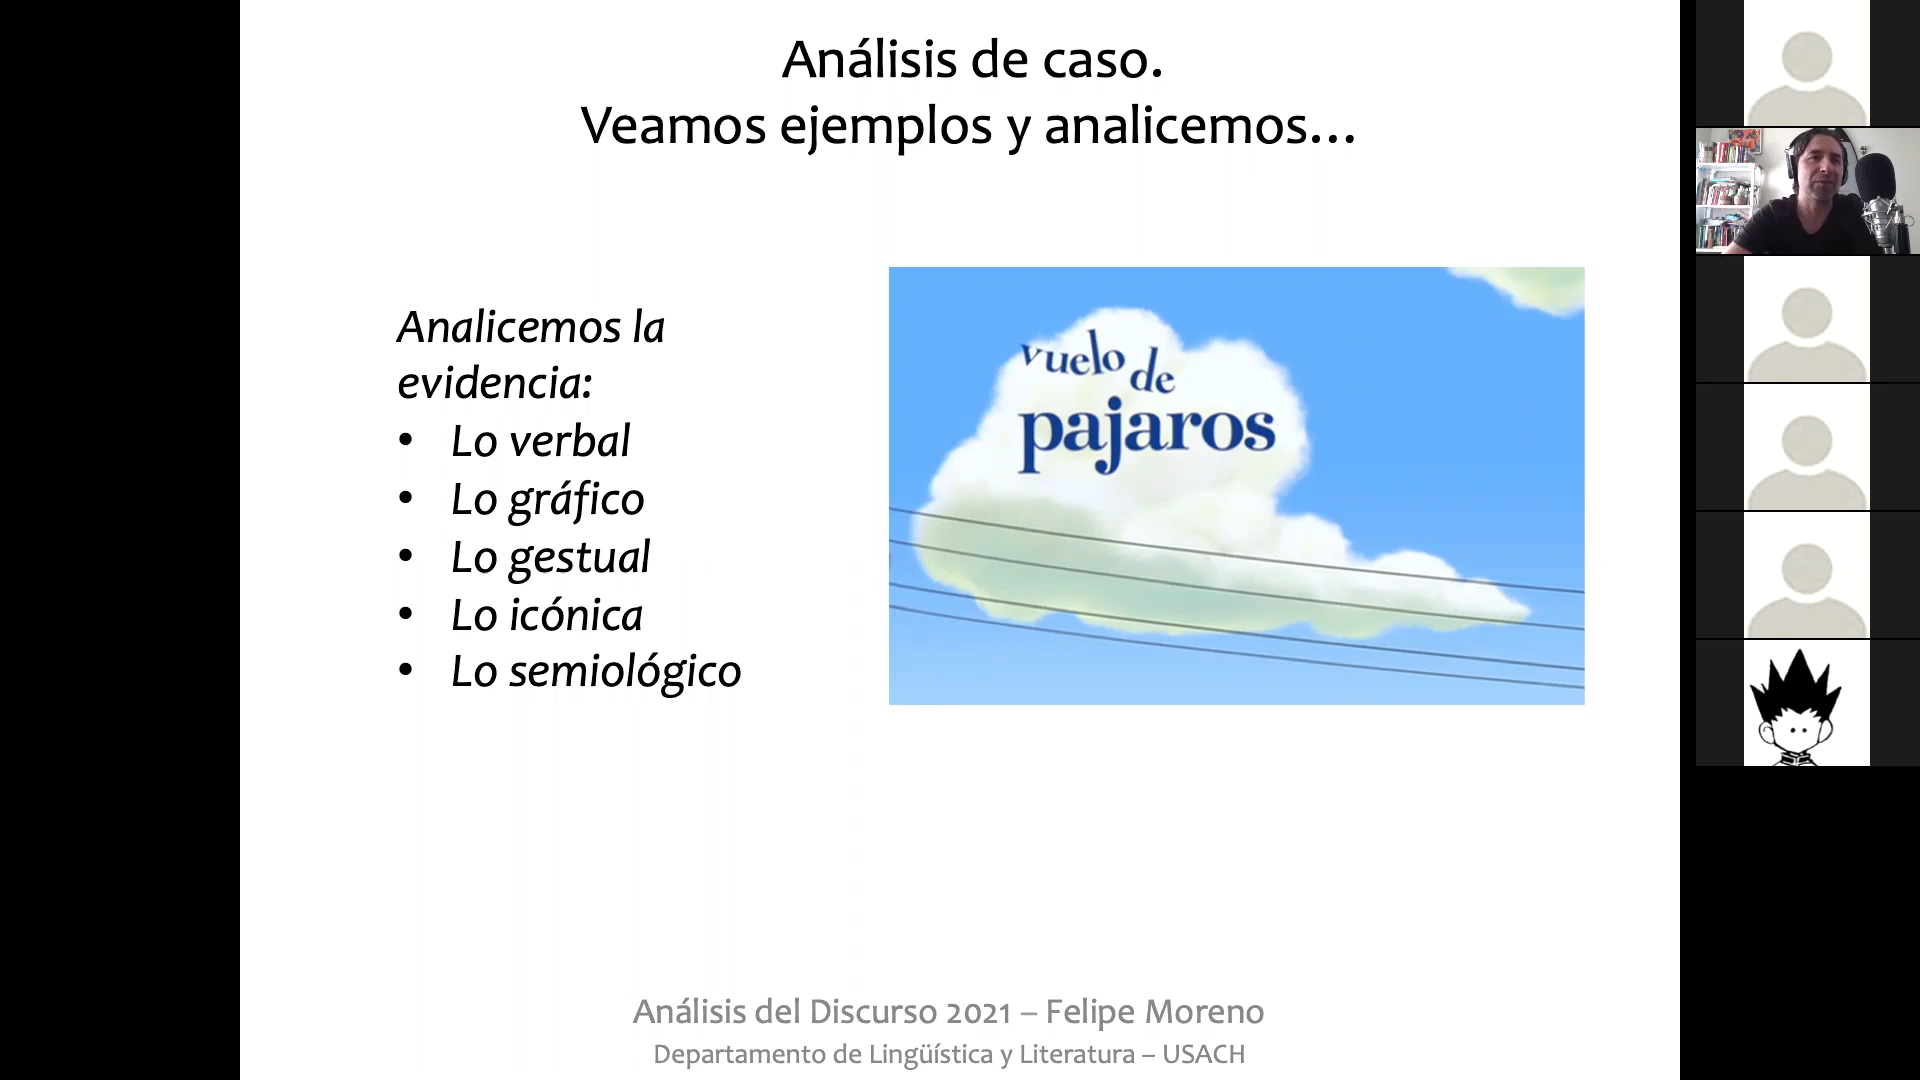 Análisis de caso.
Veamos ejemplos y analicemos...
Analicemos la
evidencia:
• Lo verbal
• Lo gráfico
• Lo gestual
• Lo icónica
• Lo semiológico
vuelo de
pajaros
Análisis del Discurso 2021 – Felipe Moreno
Departamento de Lingüística y Literatura – USACH